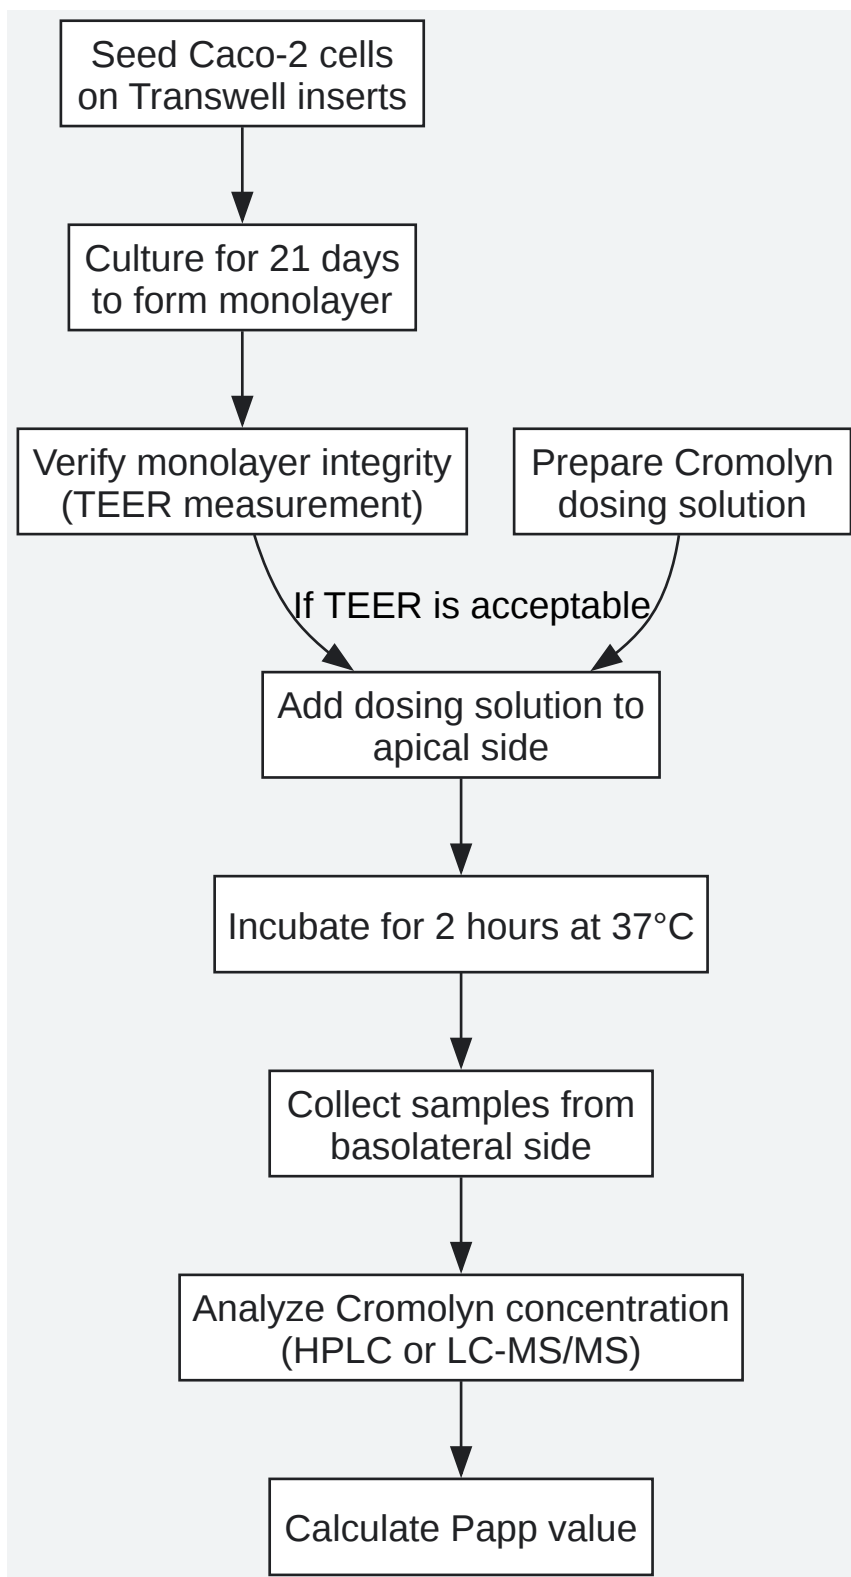 Seed Caco-2 cells
on Transwell inserts
Culture for 21 days
to form monolayer
Verify monolayer integrity
(TEER measurement)
Prepare Cromolyn
dosing solution
If TEER is acceptable
Add dosing solution to
apical side
Incubate for 2 hours at 37°C
Collect samples from
basolateral side
Analyze Cromolyn concentration
(HPLC or LC-MS/MS)
Calculate Papp value